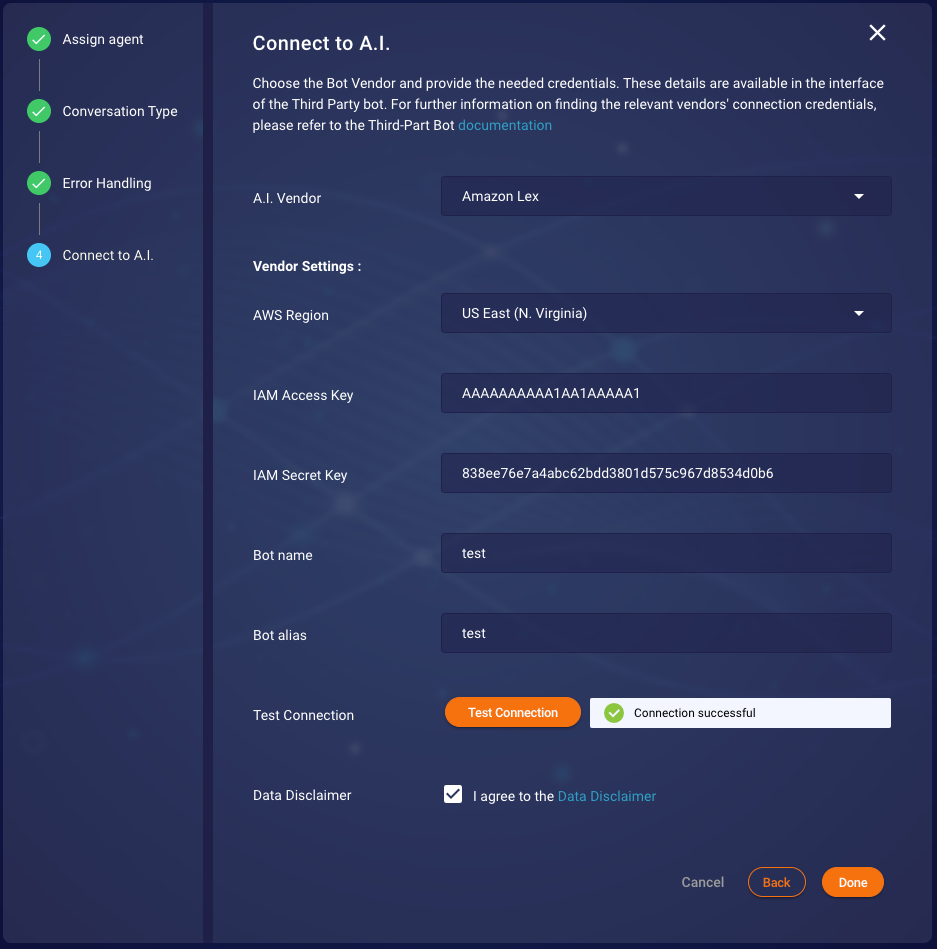 Assign agent
Conversation Type
Error Handling
4 Connect to A.I.
Connect to A.I.
Choose the Bot Vendor and provide the needed credentials. These details are available in the interface
of the Third Party bot. For further information on finding the relevant vendors' connection credentials,
please refer to the Third-Part Bot documentation
A.I. Vendor Amazon Lex
Vendor Settings :
AWS Region US East (N. Virginia)
IAM Access Key AAAAAAAAAA1AA1AAAAA1
IAM Secret Key 838ee76e7a4abc62bdd3801d575c967d8534d0b6
Bot name test
Bot alias test
Test Connection Test Connection Connection successful
Data Disclaimer I agree to the Data Disclaimer
Cancel Back Done